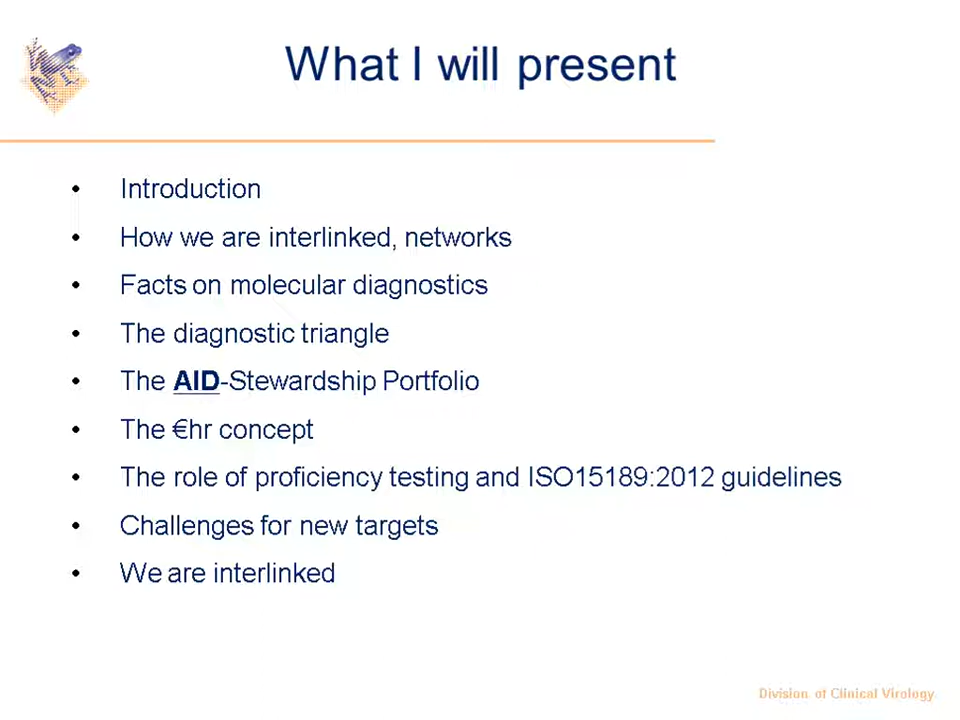 What I will present
• Introduction
• How we are interlinked, networks
• Facts on molecular diagnostics
• The diagnostic triangle
• The AID-Stewardship Portfolio
• The €hr concept
• The role of proficiency testing and ISO15189:2012 guidelines
• Challenges for new targets
• We are interlinked
Division of Clinical Virology